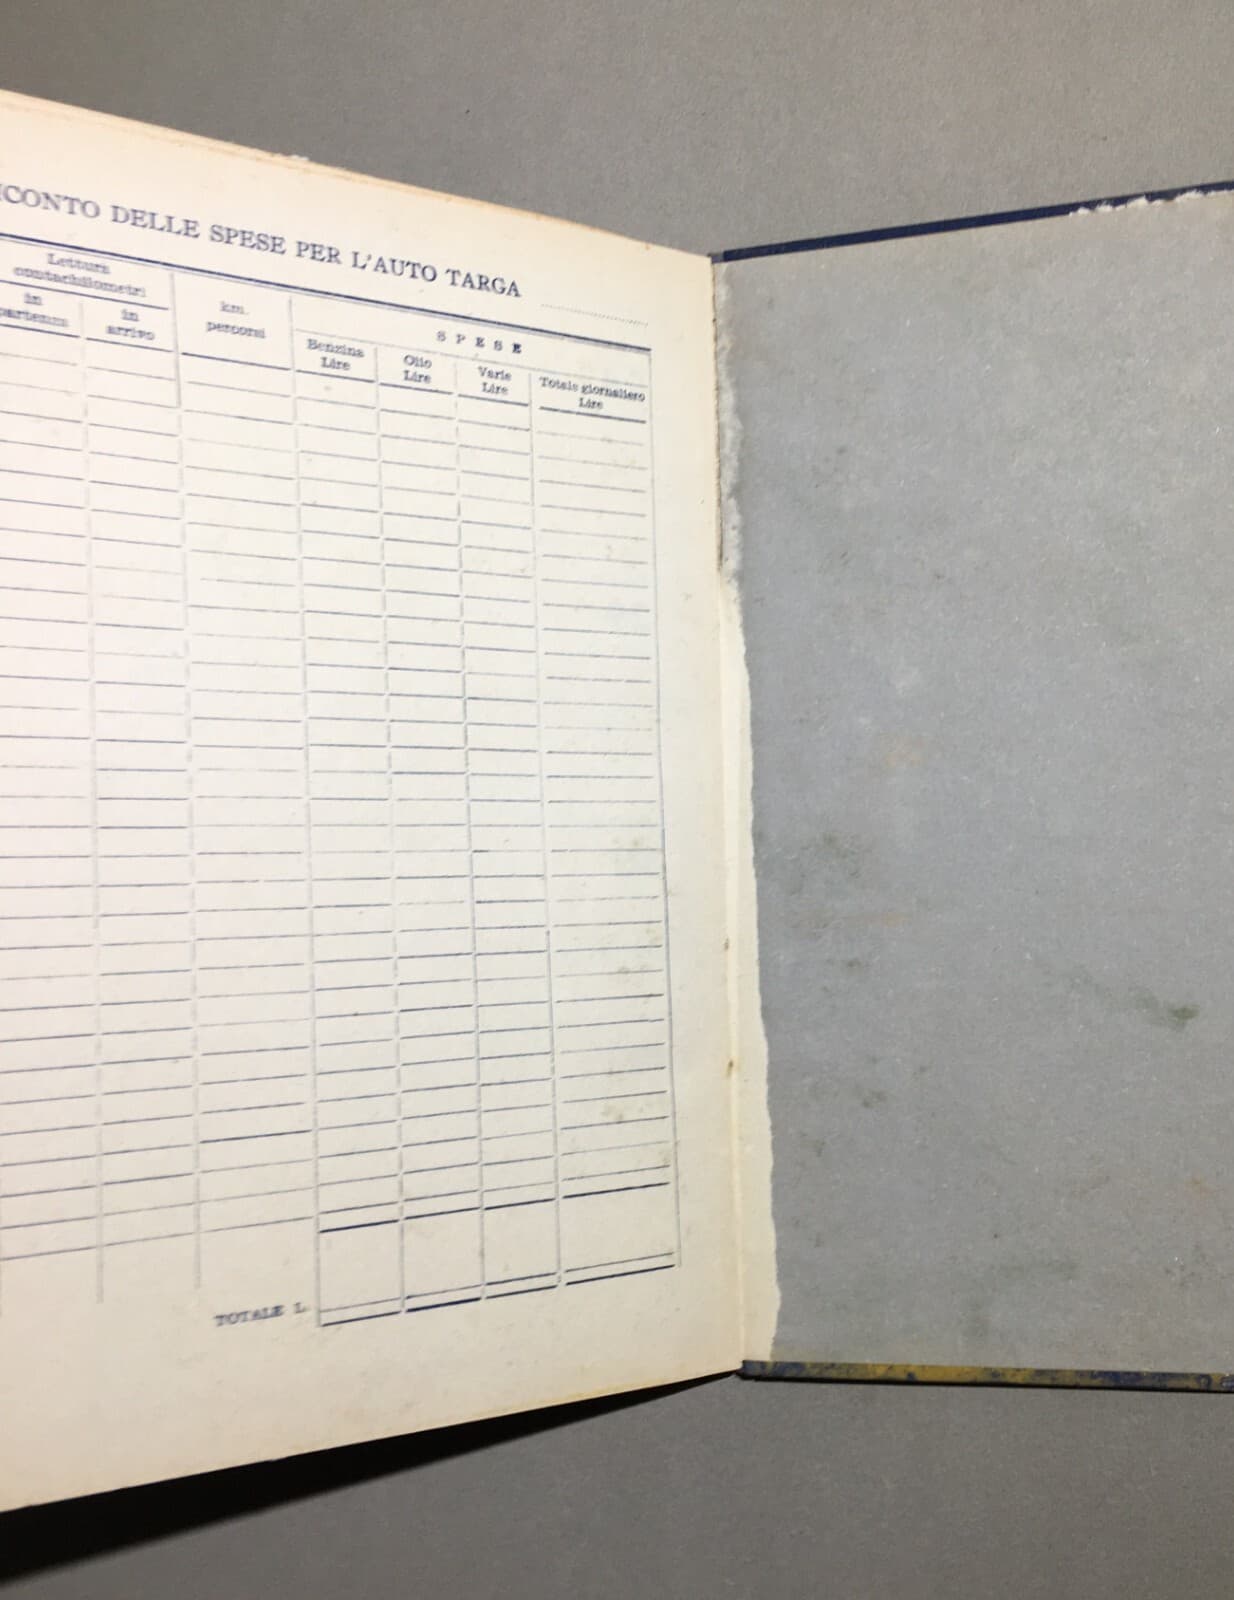 ICONTO DELLE SPESE PER L'AUTO TARGA
Lettura
contachilometri
in
partenza
in
arrivo
km.
percorsi
SPESE
Benzina
Lire
Olio
Lire
Varie
Lire
Totale giornaliero
Lire
TOTALE L.